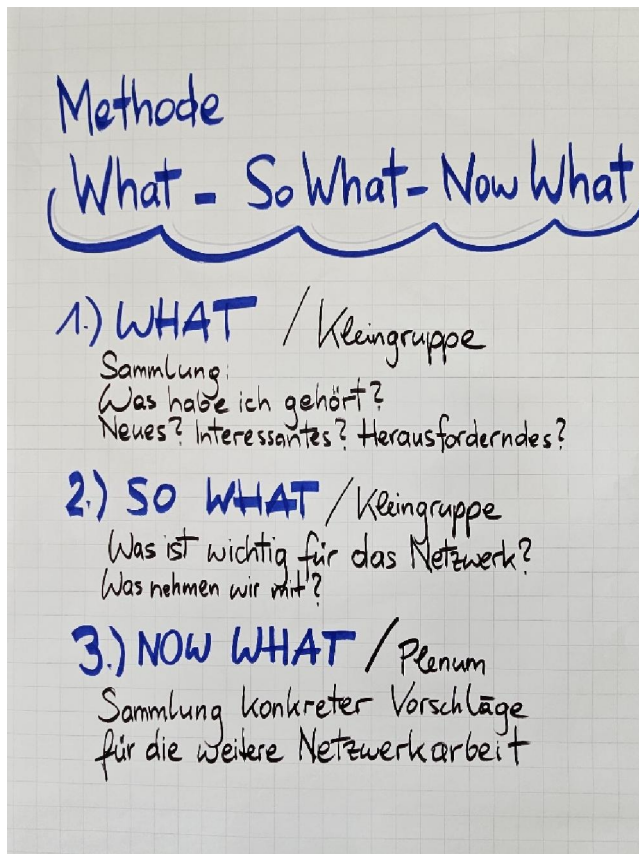 Methode
What - So What - Now What
1.) WHAT / Kleingruppe
Sammlung:
Was habe ich gehört?
Neues? Interessantes? Herausforderndes?
2.) SO WHAT / Kleingruppe
Was ist wichtig für das Netzwerk?
Was nehmen wir mit?
3.) NOW WHAT / Plenum
Sammlung konkreter Vorschläge
für die weitere Netzwerkarbeit